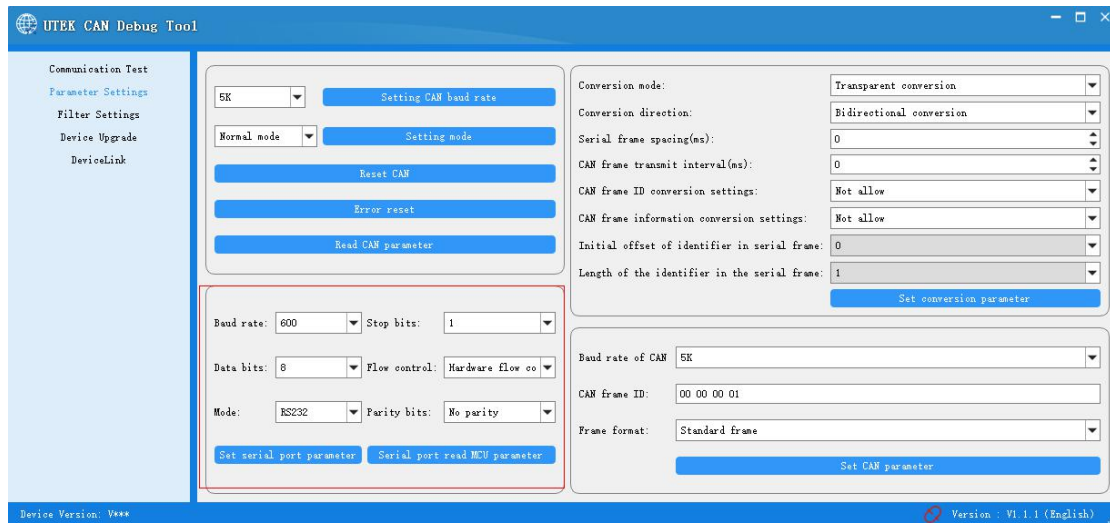 UTEK CAN Debug Tool
Communication Test
Parameter Settings
Filter Settings
Device Upgrade
DeviceLink
5K
Setting CAN baud rate
Normal mode
Setting mode
Reset CAN
Error reset
Read CAN parameter
Baud rate: 600 Stop bits: 1
Data bits: 8 Flow control: Hardware flow co
Mode: RS232 Parity bits: No parity
Set serial port parameter Serial port read MCU parameter
Conversion mode: Transparent conversion
Conversion direction: Bidirectional conversion
Serial frame spacing(ms): 0
CAN frame transmit interval(ms): 0
CAN frame ID conversion settings: Not allow
CAN frame information conversion settings: Not allow
Initial offset of identifier in serial frame: 0
Length of the identifier in the serial frame: 1
Set conversion parameter
Baud rate of CAN 5K
CAN frame ID: 00 00 00 01
Frame format: Standard frame
Set CAN parameter
Device Version: V***
Version : V1.1.1 (English)